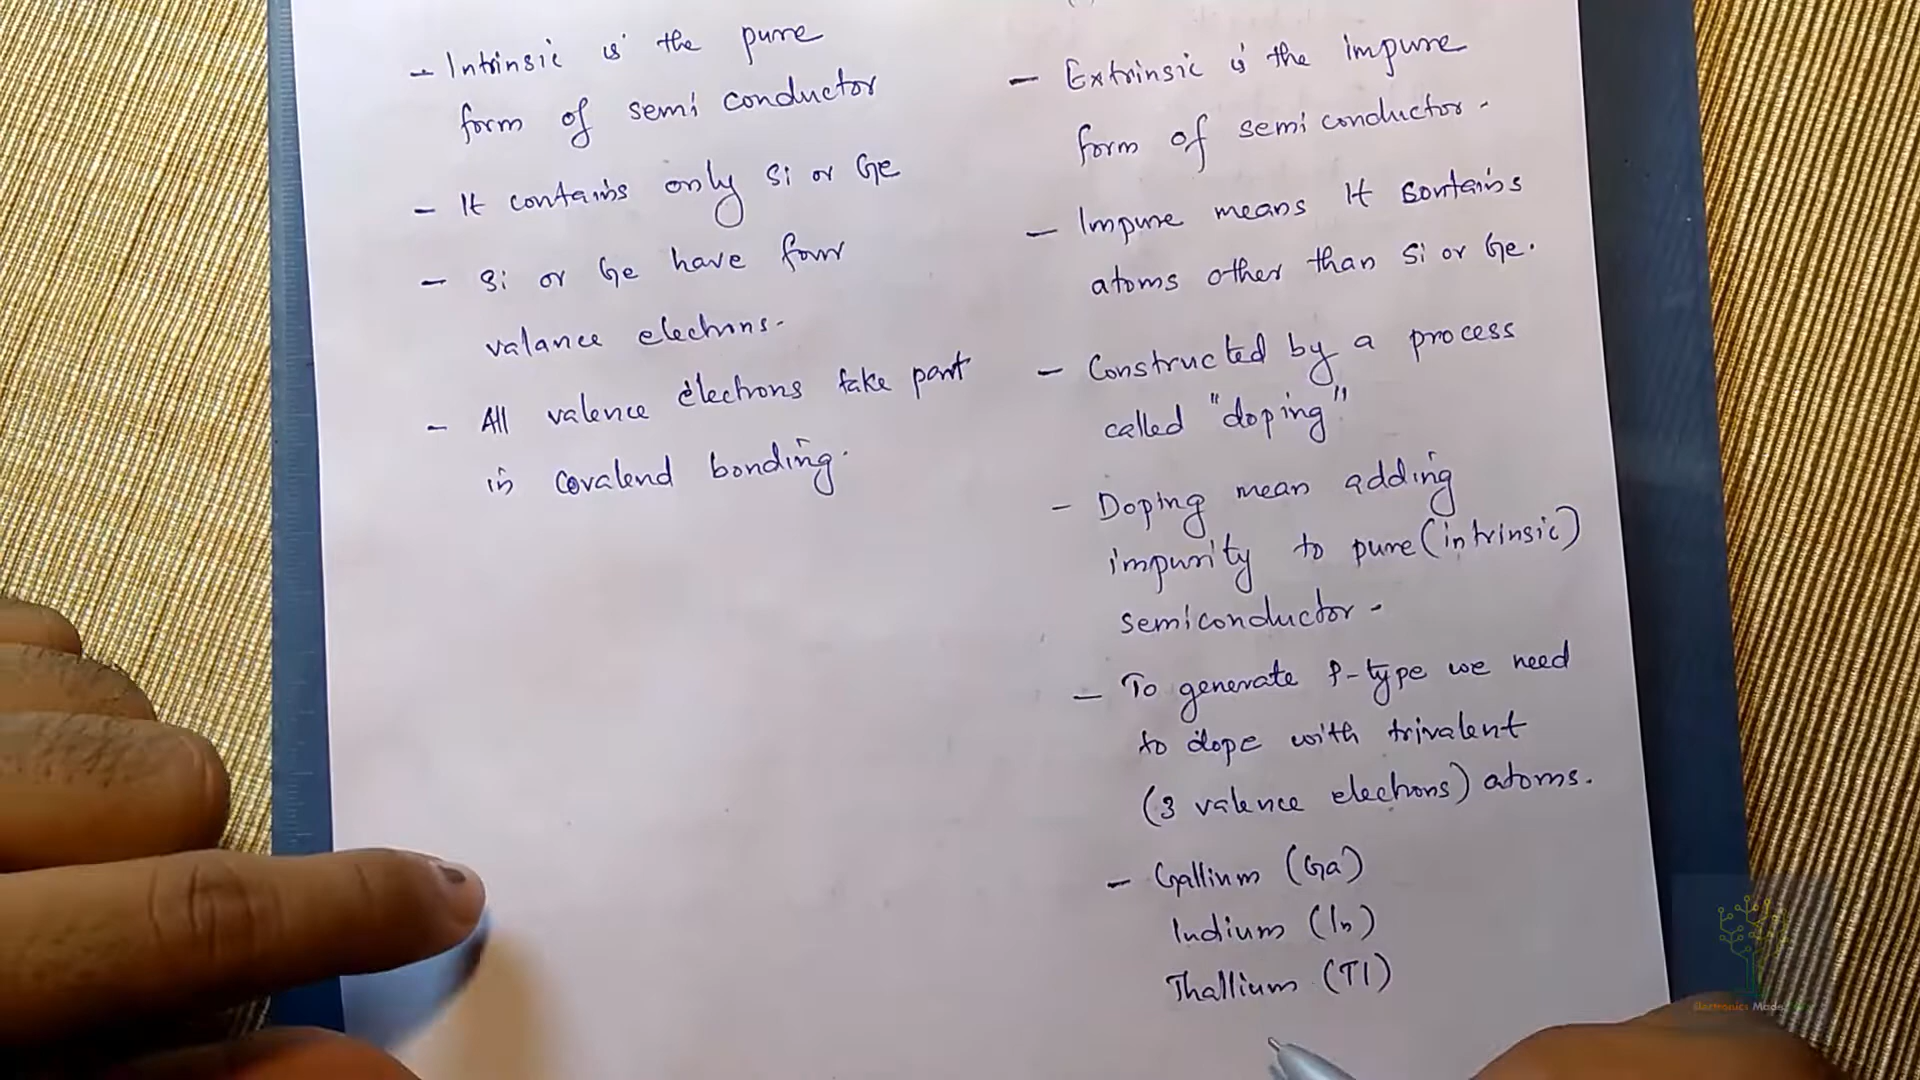 - Intrinsic is the pure
form of semi conductor
- It contains only Si or Ge
- Si or Ge have four
valance electrons.
- All valence electrons take part
in covalend bonding.
- Extrinsic is the impure
form of semiconductor.
- Impure means It contains
atoms other than Si or Ge.
- Constructed by a process
called "doping"
- Doping mean adding
impurity to pure (intrinsic)
semiconductor.
- To generate P-type we need
to dope with trivalent
(3 valence electrons) atoms.
- Gallium (Ga)
Indium (In)
Thallium (Tl)
Electronics Made